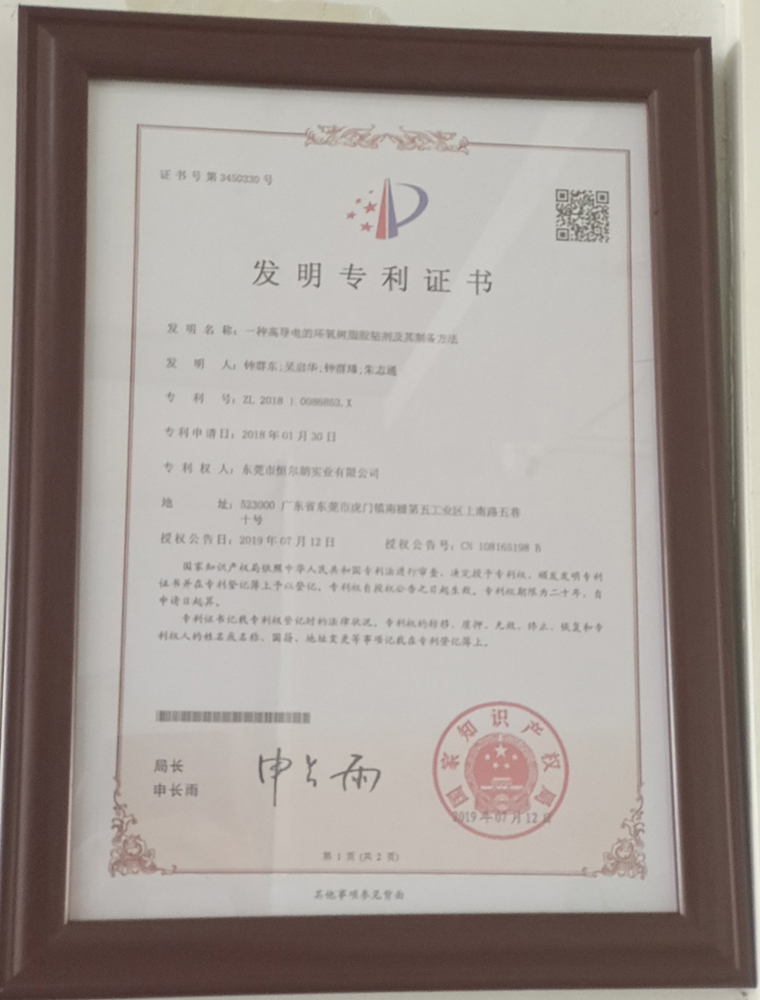 证书号第3450330号
发明专利证书
发明名称：一种高导电的环氧树脂胶粘剂及其制备方法
发明人：钟群东;吴启华;钟群臻;朱志通
专利号：ZL 2018 1 0086893.X
专利申请日：2018年01月30日
专利权人：东莞市恒尔朗实业有限公司
地址：523000 广东省东莞市虎门镇南栅第五工业区上南路五巷
十号
授权公告日：2019年07月12日 授权公告号：CN 108165198 B
国家知识产权局依照中华人民共和国专利法进行审查，决定授予专利权，颁发发明专利
证书并在专利登记簿上予以登记。专利权自授权公告之日起生效。专利权期限为二十年，自
申请日起算。
专利证书记载专利权登记时的法律状况。专利权的转移、质押、无效、终止、恢复和专
利权人的姓名或名称、国籍、地址变更等事项记载在专利登记簿上。
局长
申长雨
申长雨
国家知识产权局
2019年07月12日
第1页(共2页)
其他事项参见背面